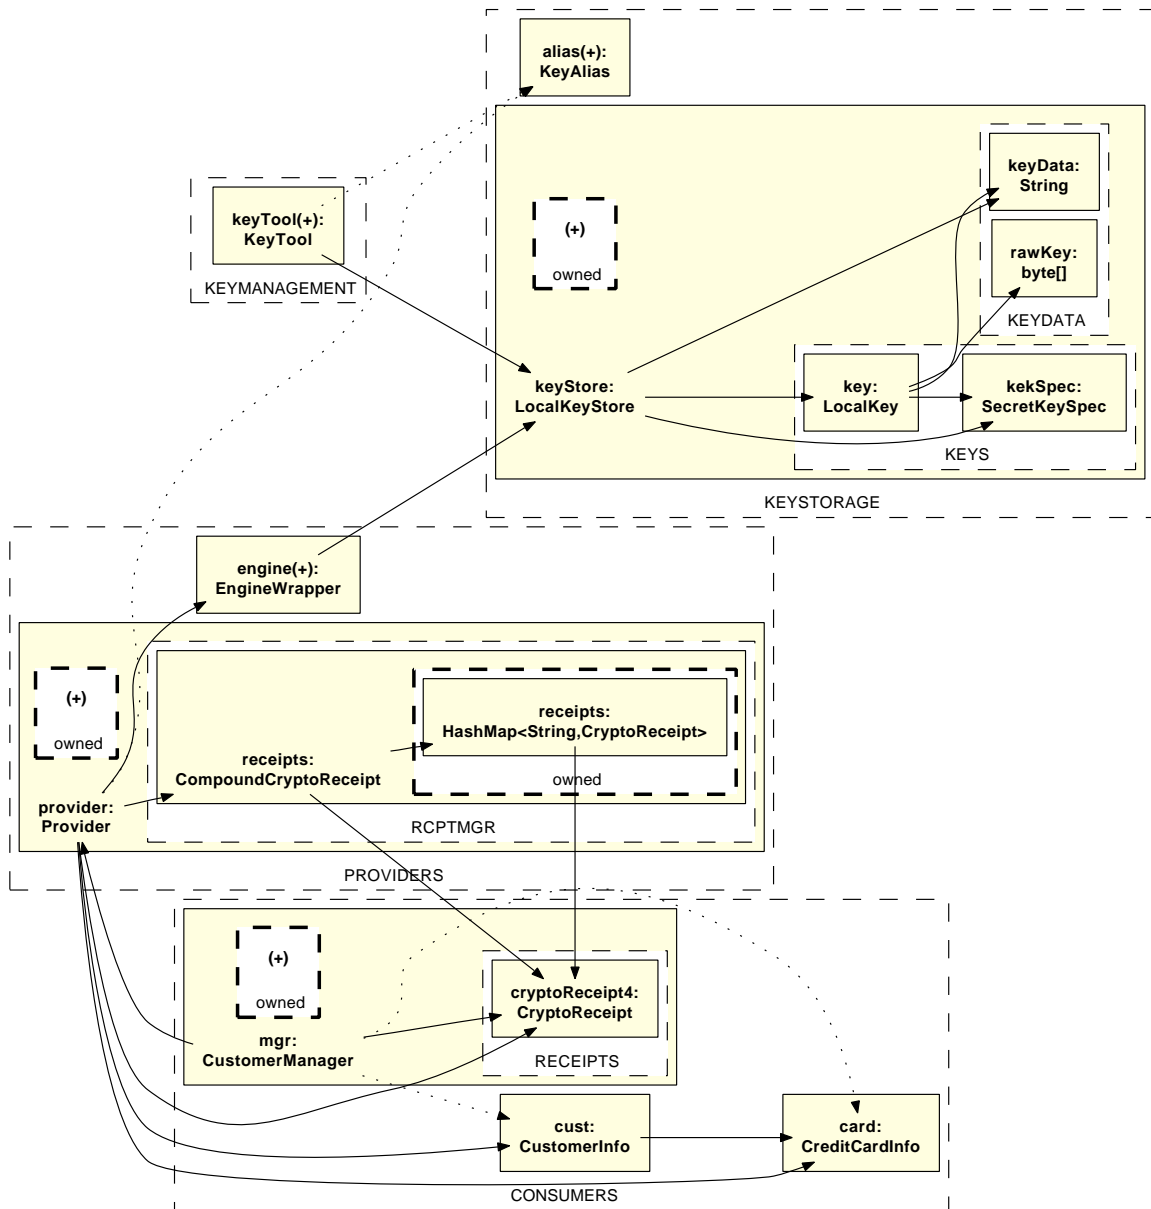 alias(+):
KeyAlias
keyData:
String
keyTool(+):
KeyTool
(+)
owned
rawKey:
byte[]
KEYMANAGEMENT
KEYDATA
keyStore:
LocalKeyStore
key:
LocalKey
kekSpec:
SecretKeySpec
KEYS
KEYSTORAGE
engine(+):
EngineWrapper
(+)
owned
receipts:
HashMap<String,CryptoReceipt>
receipts:
CompoundCryptoReceipt
owned
provider:
Provider
RCPTMGR
PROVIDERS
(+)
owned
cryptoReceipt4:
CryptoReceipt
mgr:
CustomerManager
RECEIPTS
cust:
CustomerInfo
card:
CreditCardInfo
CONSUMERS